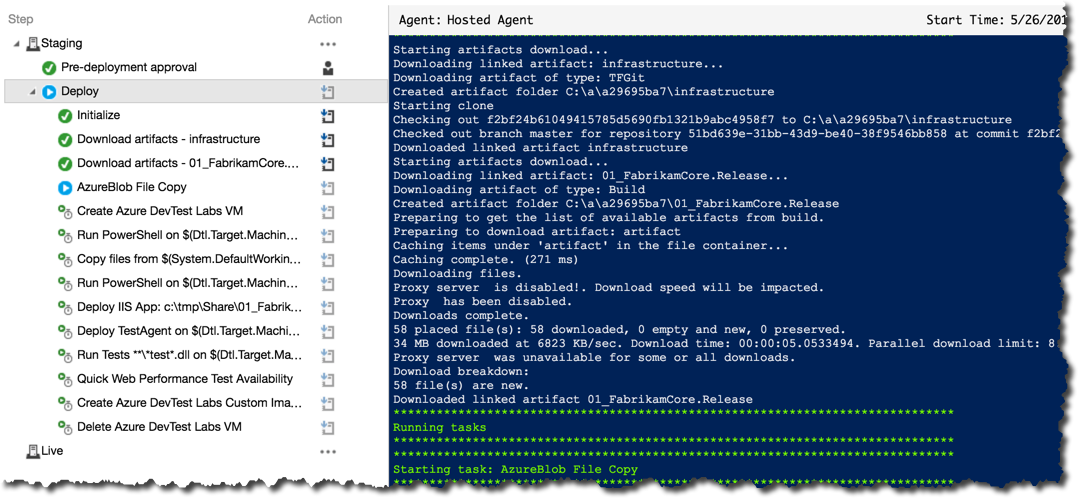 Step Action
Staging
Pre-deployment approval
Deploy
Initialize
Download artifacts - infrastructure
Download artifacts - 01_FabrikamCore....
AzureBlob File Copy
Create Azure DevTest Labs VM
Run PowerShell on $(Dtl.Target.Machin...
Copy files from $(System.DefaultWorkin...
Run PowerShell on $(Dtl.Target.Machin...
Deploy IIS App: c:\tmp\Share\01_Fabrik...
Deploy TestAgent on $(Dtl.Target.Machi...
Run Tests **\*test*.dll on $(Dtl.Target.Ma...
Quick Web Performance Test Availability
Create Azure DevTest Labs Custom Ima...
Delete Azure DevTest Labs VM
Live
Agent: Hosted Agent Start Time: 5/26/201
Starting artifacts download...
Downloading linked artifact: infrastructure...
Downloading artifact of type: TFGit
Created artifact folder C:\a\a29695ba7\infrastructure
Starting clone
Checking out f2bf24b61049415785d5690fb1321b9abc4958f7 to C:\a\a29695ba7\infrastructure
Checked out branch master for repository 51bd639e-31bb-43d9-be40-38f9546bb858 at commit f2bf2
Downloaded linked artifact infrastructure
Starting artifacts download...
Downloading linked artifact: 01_FabrikamCore.Release...
Downloading artifact of type: Build
Created artifact folder C:\a\a29695ba7\01_FabrikamCore.Release
Preparing to get the list of available artifacts from build.
Preparing to download artifact: artifact
Caching items under 'artifact' in the file container...
Caching complete. (271 ms)
Downloading files.
Proxy server  is disabled!. Download speed will be impacted.
Proxy  has been disabled.
Downloads complete.
58 placed file(s): 58 downloaded, 0 empty and new, 0 preserved.
34 MB downloaded at 6823 KB/sec. Download time: 00:00:05.0533494. Parallel download limit: 8
Proxy server  was unavailable for some or all downloads.
Download breakdown:
58 file(s) are new.
Downloaded linked artifact 01_FabrikamCore.Release
******************************************************************************
Running tasks
******************************************************************************
******************************************************************************
Starting task: AzureBlob File Copy
******************************************************************************